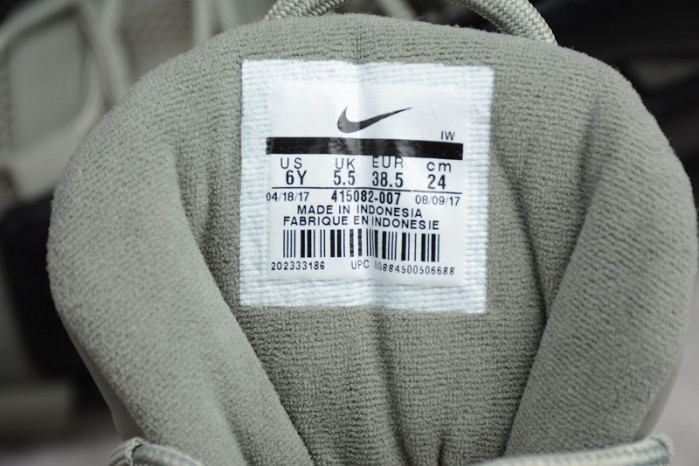 IW
US UK EUR cm
6Y 5.5 38.5 24
04/18/17 415082-007 08/09/17
MADE IN INDONESIA
FABRIQUE EN INDONESIE
202333186 UPC 00884500506688